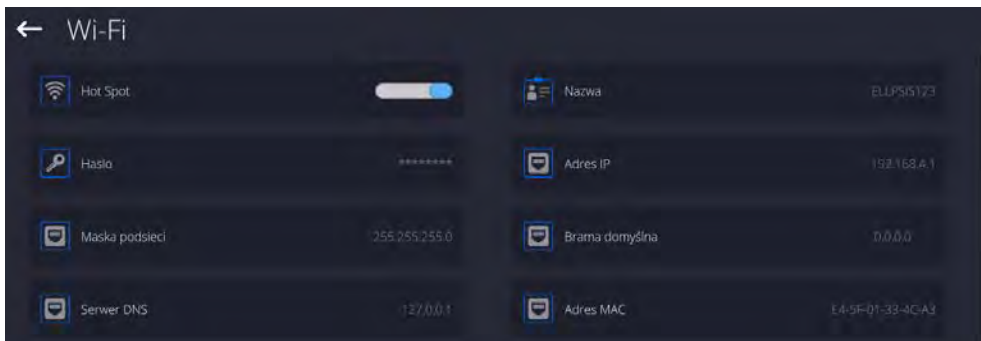 Wi-Fi
Hot Spot
Nazwa ELLPSIS123
Hasło ********
Adres IP 192.168.4.1
Maska podsieci 255.255.255.0
Brama domyślna 0.0.0.0
Serwer DNS 127.0.0.1
Adres MAC E4-5F-01-33-4C-A3